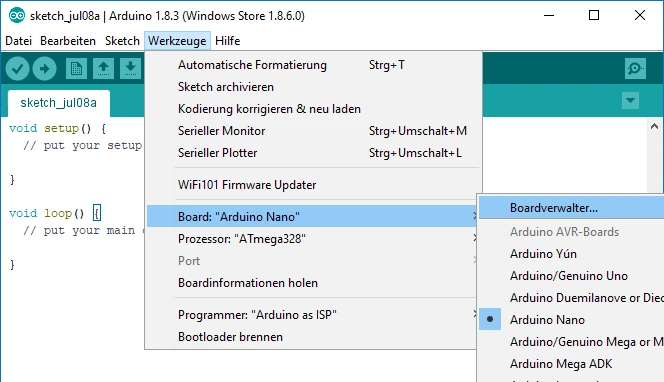 sketch_jul08a | Arduino 1.8.3 (Windows Store 1.8.6.0)
Datei Bearbeiten Sketch Werkzeuge Hilfe
sketch_jul08a
void setup() {
// put your setup
}
void loop() {
// put your main
}
Automatische Formatierung Strg+T
Sketch archivieren
Kodierung korrigieren & neu laden
Serieller Monitor Strg+Umschalt+M
Serieller Plotter Strg+Umschalt+L
WiFi101 Firmware Updater
Board: "Arduino Nano"
Prozessor: "ATmega328"
Port
Boardinformationen holen
Programmer: "Arduino as ISP"
Bootloader brennen
Boardverwalter...
Arduino AVR-Boards
Arduino Yún
Arduino/Genuino Uno
Arduino Duemilanove or Diec
Arduino Nano
Arduino/Genuino Mega or M
Arduino Mega ADK